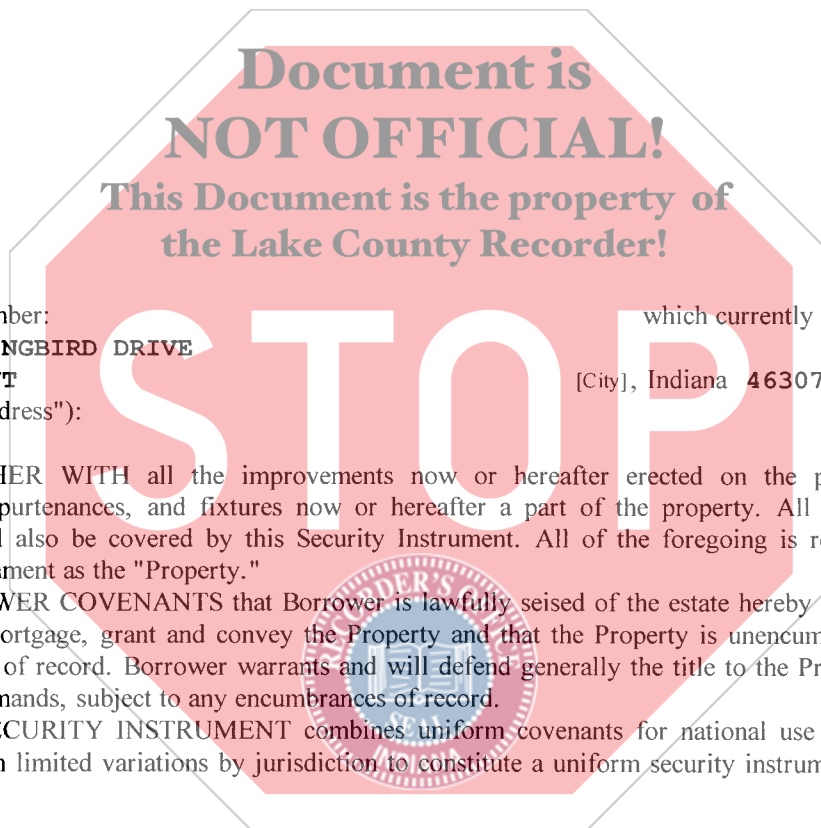 Document is
NOT OFFICIAL!
This Document is the property of
the Lake County Recorder!
nber: which currently
NGBIRD DRIVE
T [City], Indiana 46307
dress"):
HER WITH all the improvements now or hereafter erected on the p
purtenances, and fixtures now or hereafter a part of the property. All
l also be covered by this Security Instrument. All of the foregoing is r
ment as the "Property."
WER COVENANTS that Borrower is lawfully seised of the estate hereby
ortgage, grant and convey the Property and that the Property is unencum
of record. Borrower warrants and will defend generally the title to the Pr
mands, subject to any encumbrances of record.
CURITY INSTRUMENT combines uniform covenants for national use
n limited variations by jurisdiction to constitute a uniform security instrum
STOP
RECORDER'S OFFICE
SEAL
INDIANA